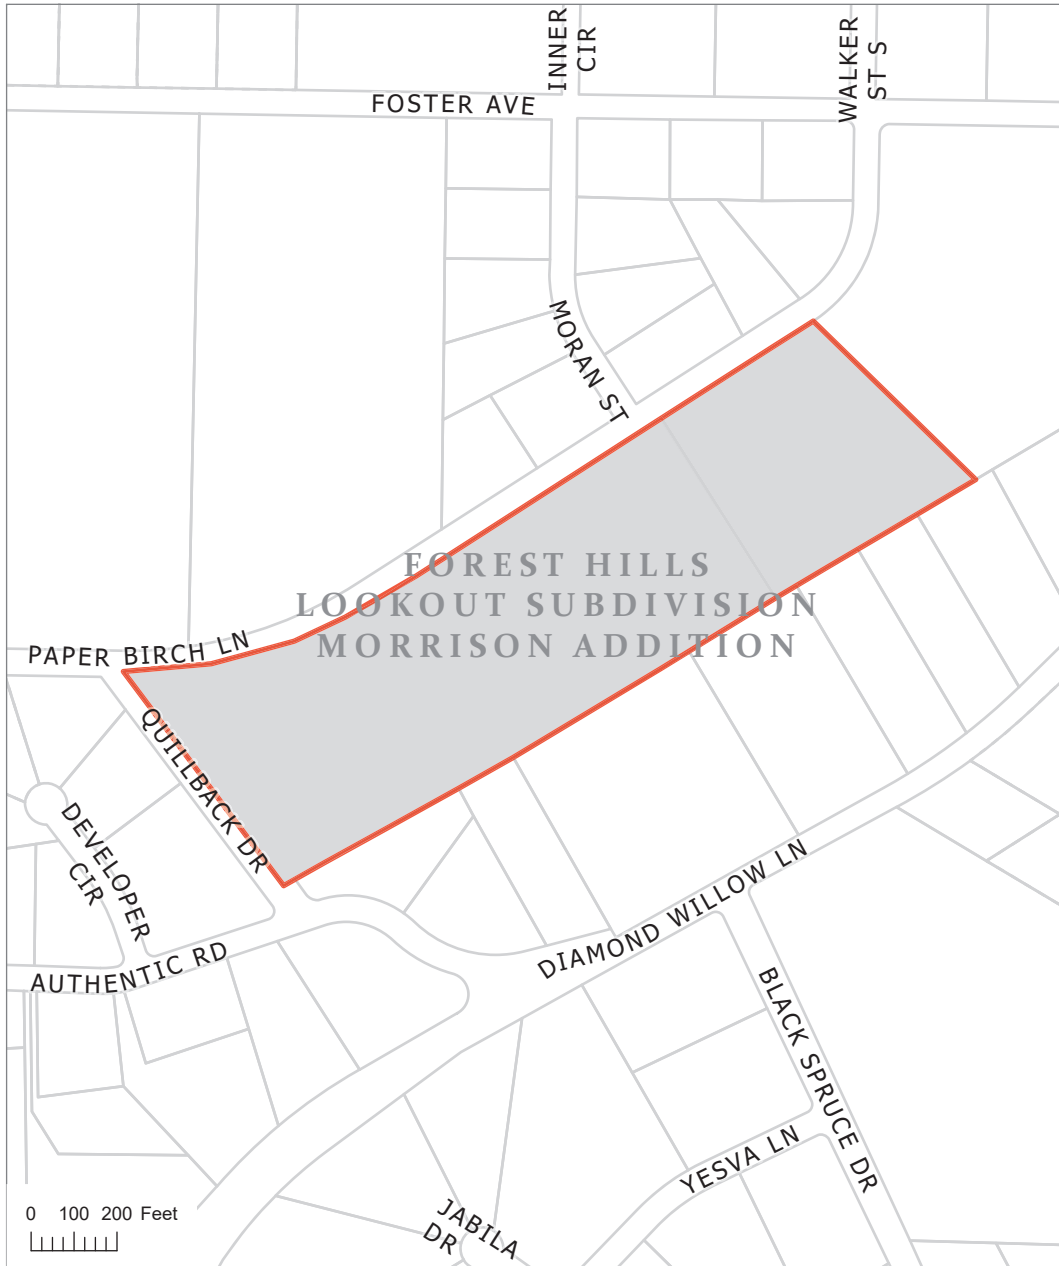 INNER
CIR
WALKER
ST S
FOSTER AVE
MORAN ST
FOREST HILLS
LOOKOUT SUBDIVISION
MORRISON ADDITION
PAPER BIRCH LN
QUILLBACK DR
DEVELOPER
CIR
AUTHENTIC RD
DIAMOND WILLOW LN
BLACK SPRUCE DR
YESVA LN
JABILA
DR
0 100 200 Feet